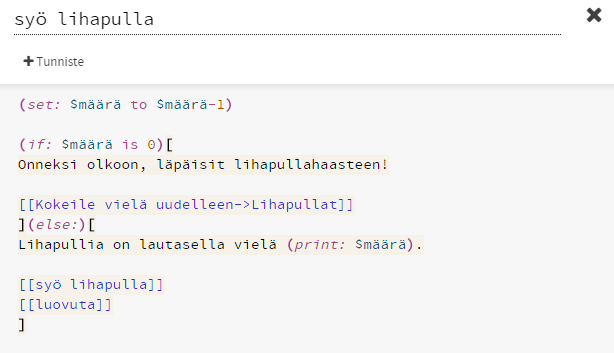 syö lihapulla
Tunniste
(set: $määrä to $määrä-1)
(if: $määrä is 0)[
Onneksi olkoon, läpäisit lihapullahaasteen!
[[Kokeile vielä uudelleen->Lihapullat]]
](else:)[
Lihapullia on lautasella vielä (print: $määrä).
[[syö lihapulla]]
[[luovuta]]
]